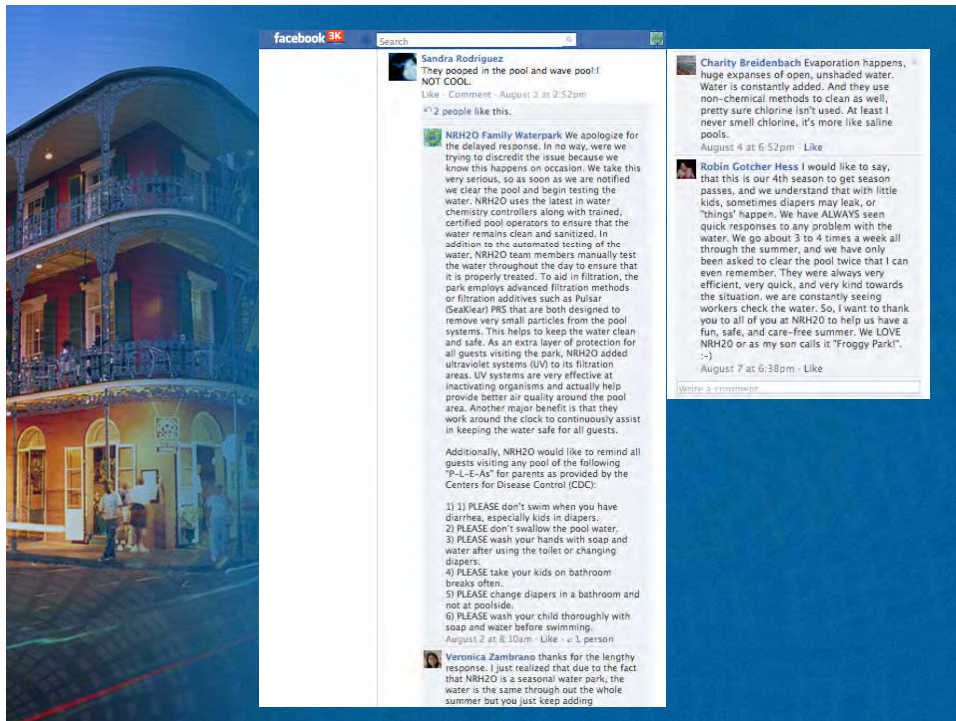 facebook 3K
Search
Sandra Rodriguez
They pooped in the pool and wave pool!
NOT COOL.
Like · Comment · August 3 at 2:52pm
2 people like this.
NRH2O Family Waterpark We apologize for
the delayed response. In no way, were we
trying to discredit the issue because we
know this happens on occasion. We take this
very serious, so as soon as we are notified
we clear the pool and begin testing the
water. NRH2O uses the latest in water
chemistry controllers along with trained,
certified pool operators to ensure that the
water remains clean and sanitized. In
addition to the automated testing of the
water, NRH2O team members manually test
the water throughout the day to ensure that
it is properly treated. To aid in filtration, the
park employs advanced filtration methods
or filtration additives such as Pulsar
(SeaKlear) PRS that are both designed to
remove very small particles from the pool
systems. This helps to keep the water clean
and safe. As an extra layer of protection for
all guests visiting the park, NRH2O added
ultraviolet systems (UV) to its filtration
areas. UV systems are very effective at
inactivating organisms and actually help
provide better air quality around the pool
area. Another major benefit is that they
work around the clock to continuously assist
in keeping the water safe for all guests.
Additionally, NRH2O would like to remind all
guests visiting any pool of the following
"P-L-E-As" for parents as provided by the
Centers for Disease Control (CDC):
1) 1) PLEASE don't swim when you have
diarrhea, especially kids in diapers.
2) PLEASE don't swallow the pool water.
3) PLEASE wash your hands with soap and
water after using the toilet or changing
diapers.
4) PLEASE take your kids on bathroom
breaks often.
5) PLEASE change diapers in a bathroom and
not at poolside.
6) PLEASE wash your child thoroughly with
soap and water before swimming.
August 2 at 8:30am · Like · 1 person
Veronica Zambrano thanks for the lengthy
response. I just realized that due to the fact
that NRH2O is a seasonal water park, the
water is the same through out the whole
summer but you just keep adding
Charity Breidenbach Evaporation happens,
huge expanses of open, unshaded water.
Water is constantly added. And they use
non-chemical methods to clean as well,
pretty sure chlorine isn't used. At least I
never smell chlorine, it's more like saline
pools.
August 4 at 6:52pm · Like
Robin Gotcher Hess I would like to say,
that this is our 4th season to get season
passes, and we understand that with little
kids, sometimes diapers may leak, or
"things' happen. We have ALWAYS seen
quick responses to any problem with the
water. We go about 3 to 4 times a week all
through the summer, and we have only
been asked to clear the pool twice that I can
even remember. They were always very
efficient, very quick, and very kind towards
the situation. we are constantly seeing
workers check the water. So, I want to thank
you to all of you at NRH2O to help us have a
fun, safe, and care-free summer. We LOVE
NRH2O or as my son calls it "Froggy Park!".
:-)
August 7 at 6:38pm · Like
Write a comment...